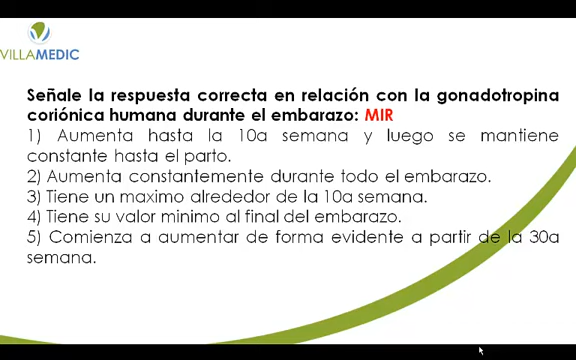 VILLAMEDIC
Señale la respuesta correcta en relación con la gonadotropina
coriónica humana durante el embarazo: MIR
1) Aumenta hasta la 10a semana y luego se mantiene
constante hasta el parto.
2) Aumenta constantemente durante todo el embarazo.
3) Tiene un maximo alrededor de la 10a semana.
4) Tiene su valor minimo al final del embarazo.
5) Comienza a aumentar de forma evidente a partir de la 30a
semana.